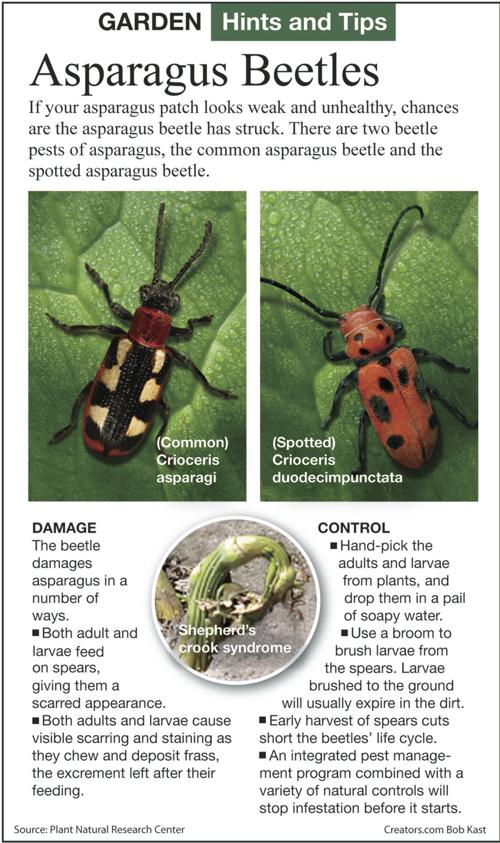 GARDEN Hints and Tips
Asparagus Beetles
If your asparagus patch looks weak and unhealthy, chances
are the asparagus beetle has struck. There are two beetle
pests of asparagus, the common asparagus beetle and the
spotted asparagus beetle.
(Common)
Crioceris
asparagi
(Spotted)
Crioceris
duodecimpunctata
DAMAGE
The beetle
damages
asparagus in a
number of
ways.
■ Both adult and
larvae feed
on spears,
giving them a
scarred appearance.
■ Both adults and larvae cause
visible scarring and staining as
they chew and deposit frass,
the excrement left after their
feeding.
Shepherd's
crook syndrome
CONTROL
■ Hand-pick the
adults and larvae
from plants, and
drop them in a pail
of soapy water.
■ Use a broom to
brush larvae from
the spears. Larvae
brushed to the ground
will usually expire in the dirt.
■ Early harvest of spears cuts
short the beetles' life cycle.
■ An integrated pest manage-
ment program combined with a
variety of natural controls will
stop infestation before it starts.
Source: Plant Natural Research Center
Creators.com Bob Kast